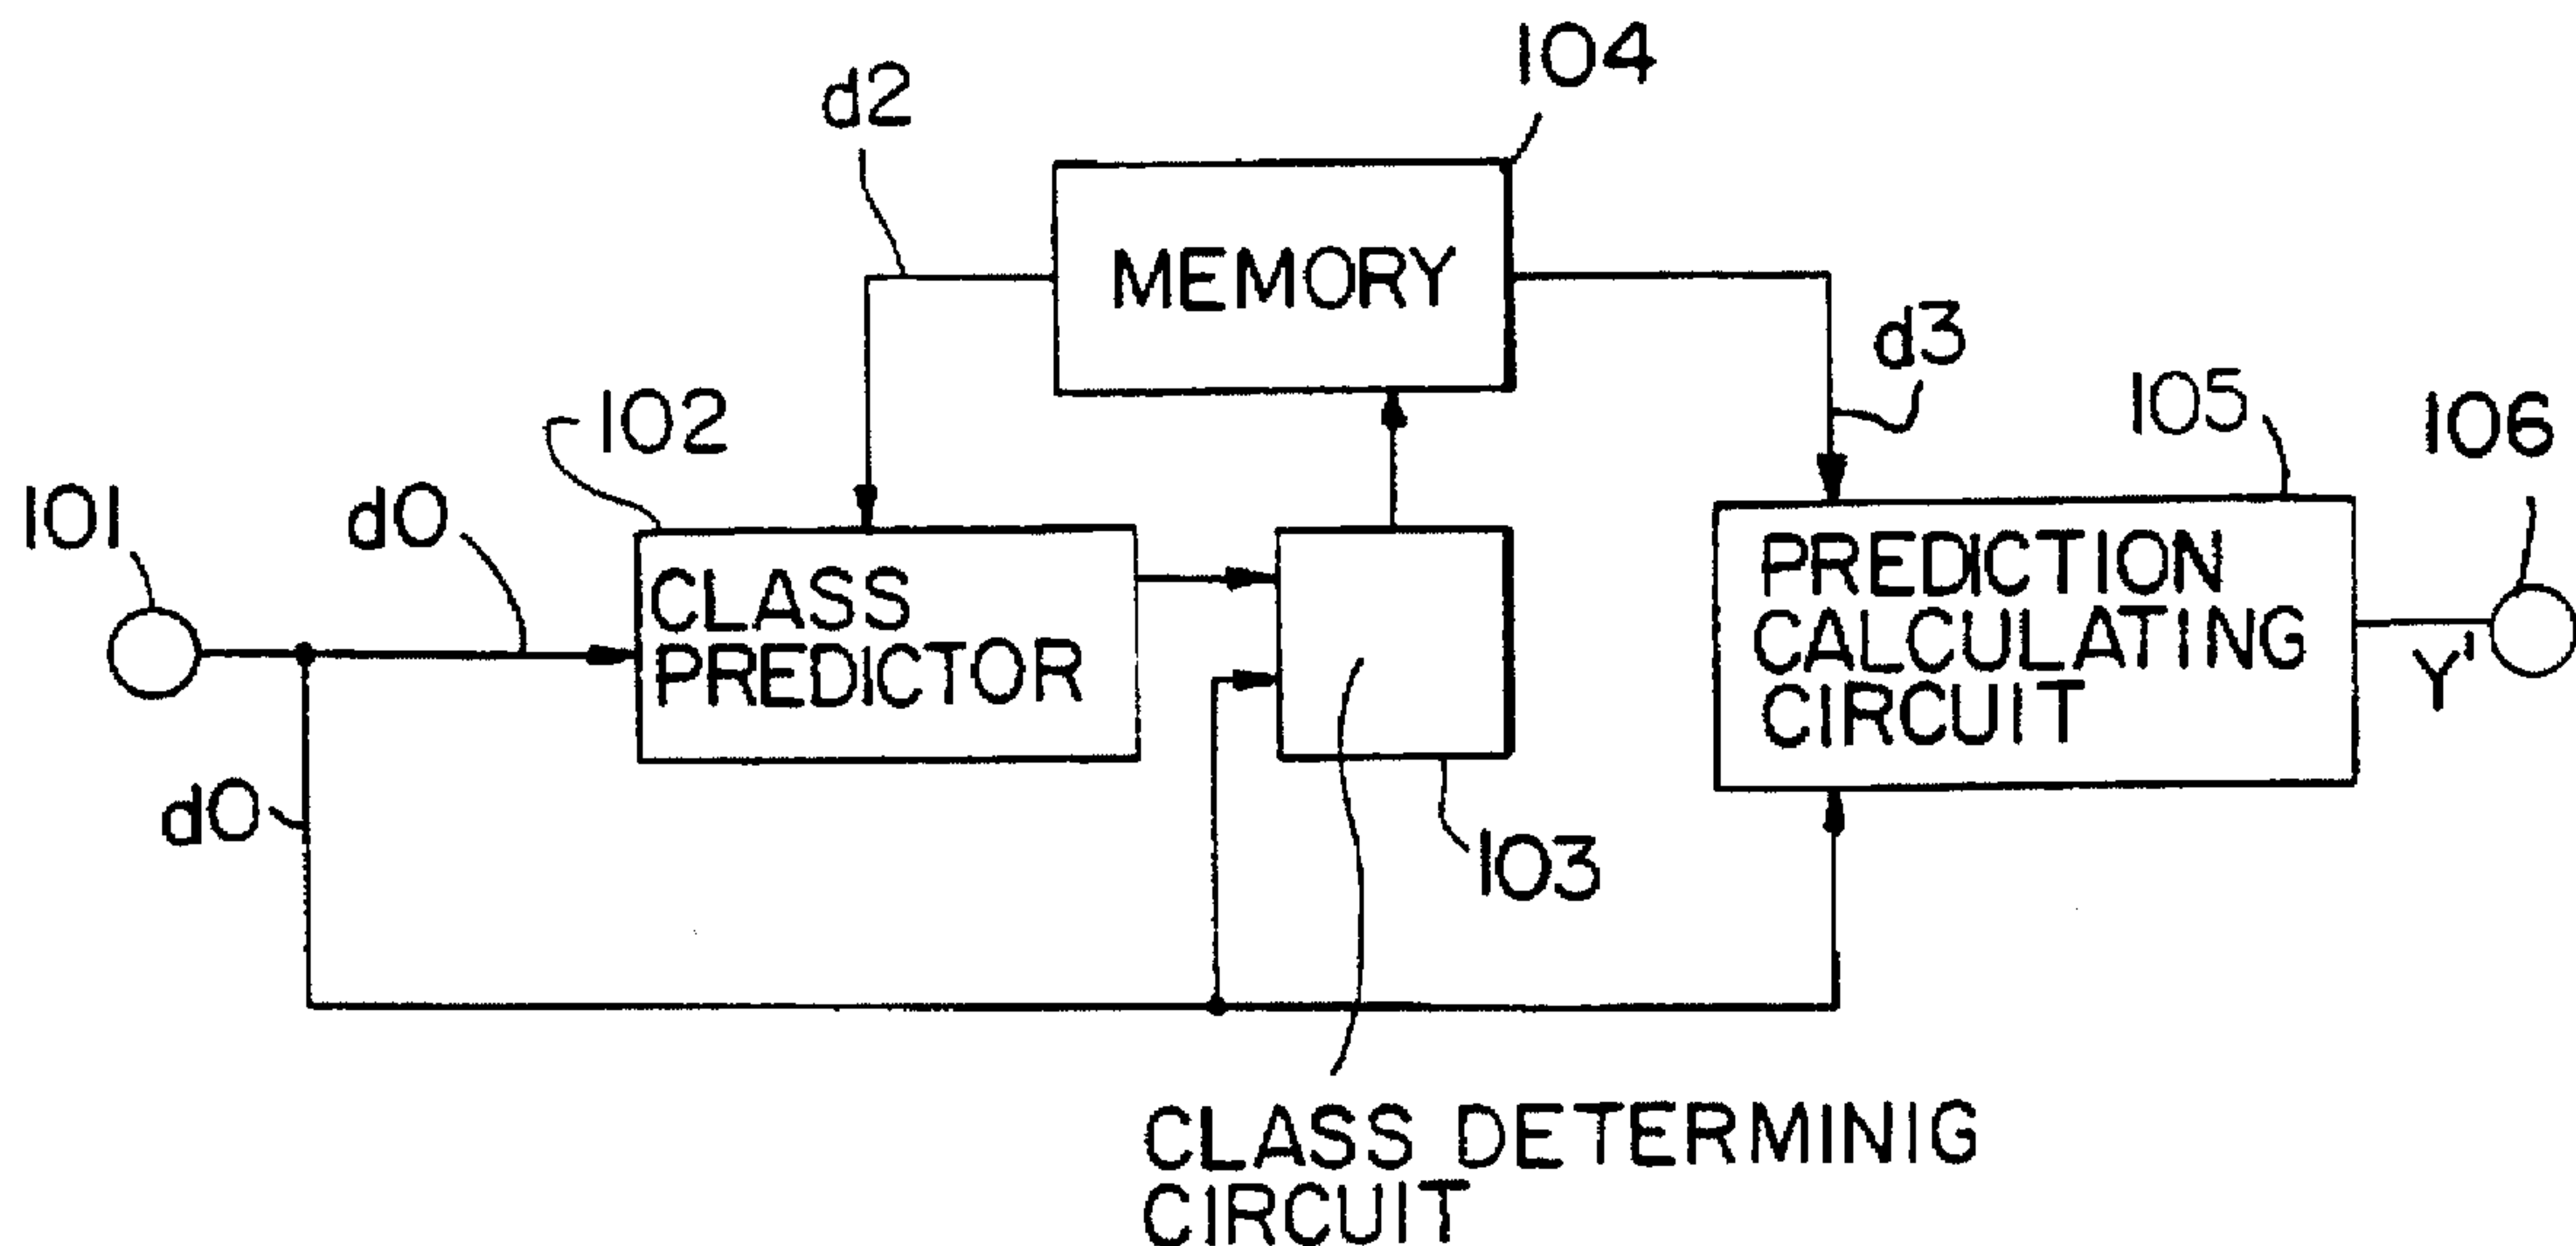 104
d2
MEMORY
d3
102
105
106
101
d0
CLASS
PREDICTOR
PREDICTION
CALCULATING
CIRCUIT
Y'
d0
103
CLASS DETERMINIG
CIRCUIT